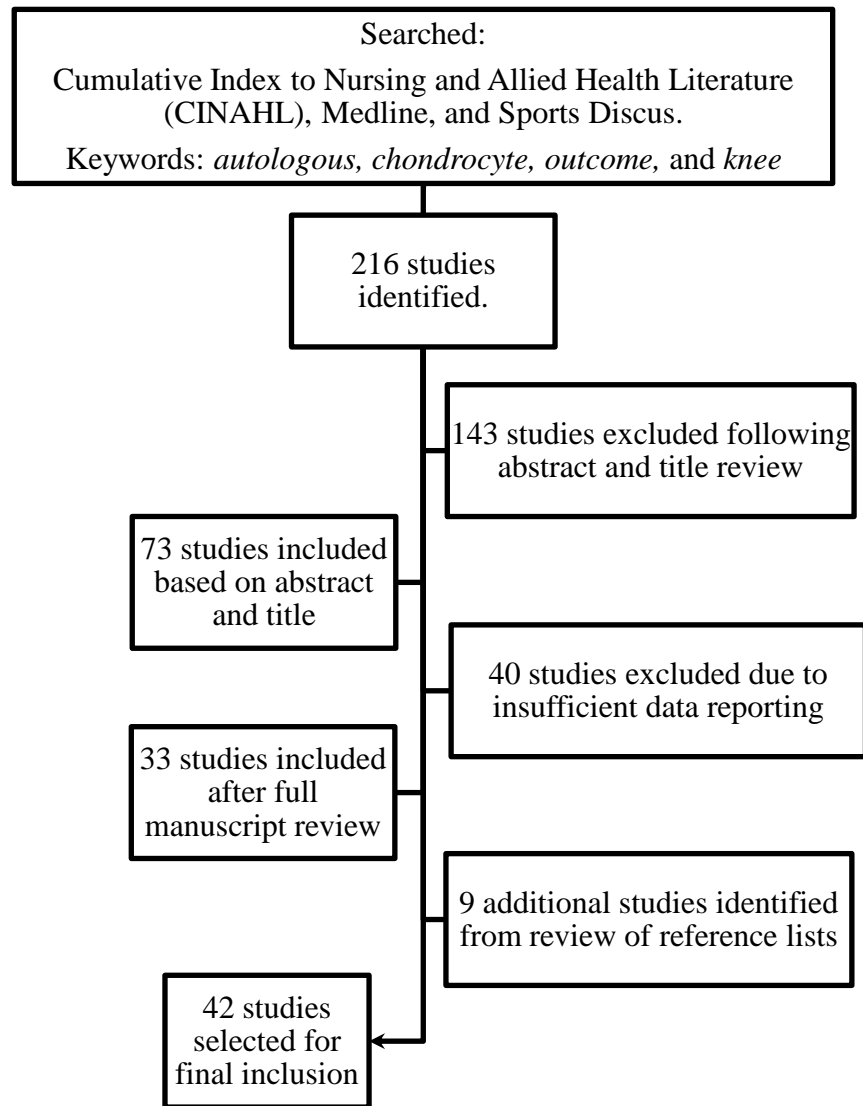 Searched:
Cumulative Index to Nursing and Allied Health Literature
(CINAHL), Medline, and Sports Discus.
Keywords: autologous, chondrocyte, outcome, and knee
216 studies
identified.
143 studies excluded following
abstract and title review
73 studies included
based on abstract
and title
40 studies excluded due to
insufficient data reporting
33 studies included
after full
manuscript review
9 additional studies identified
from review of reference lists
42 studies
selected for
final inclusion